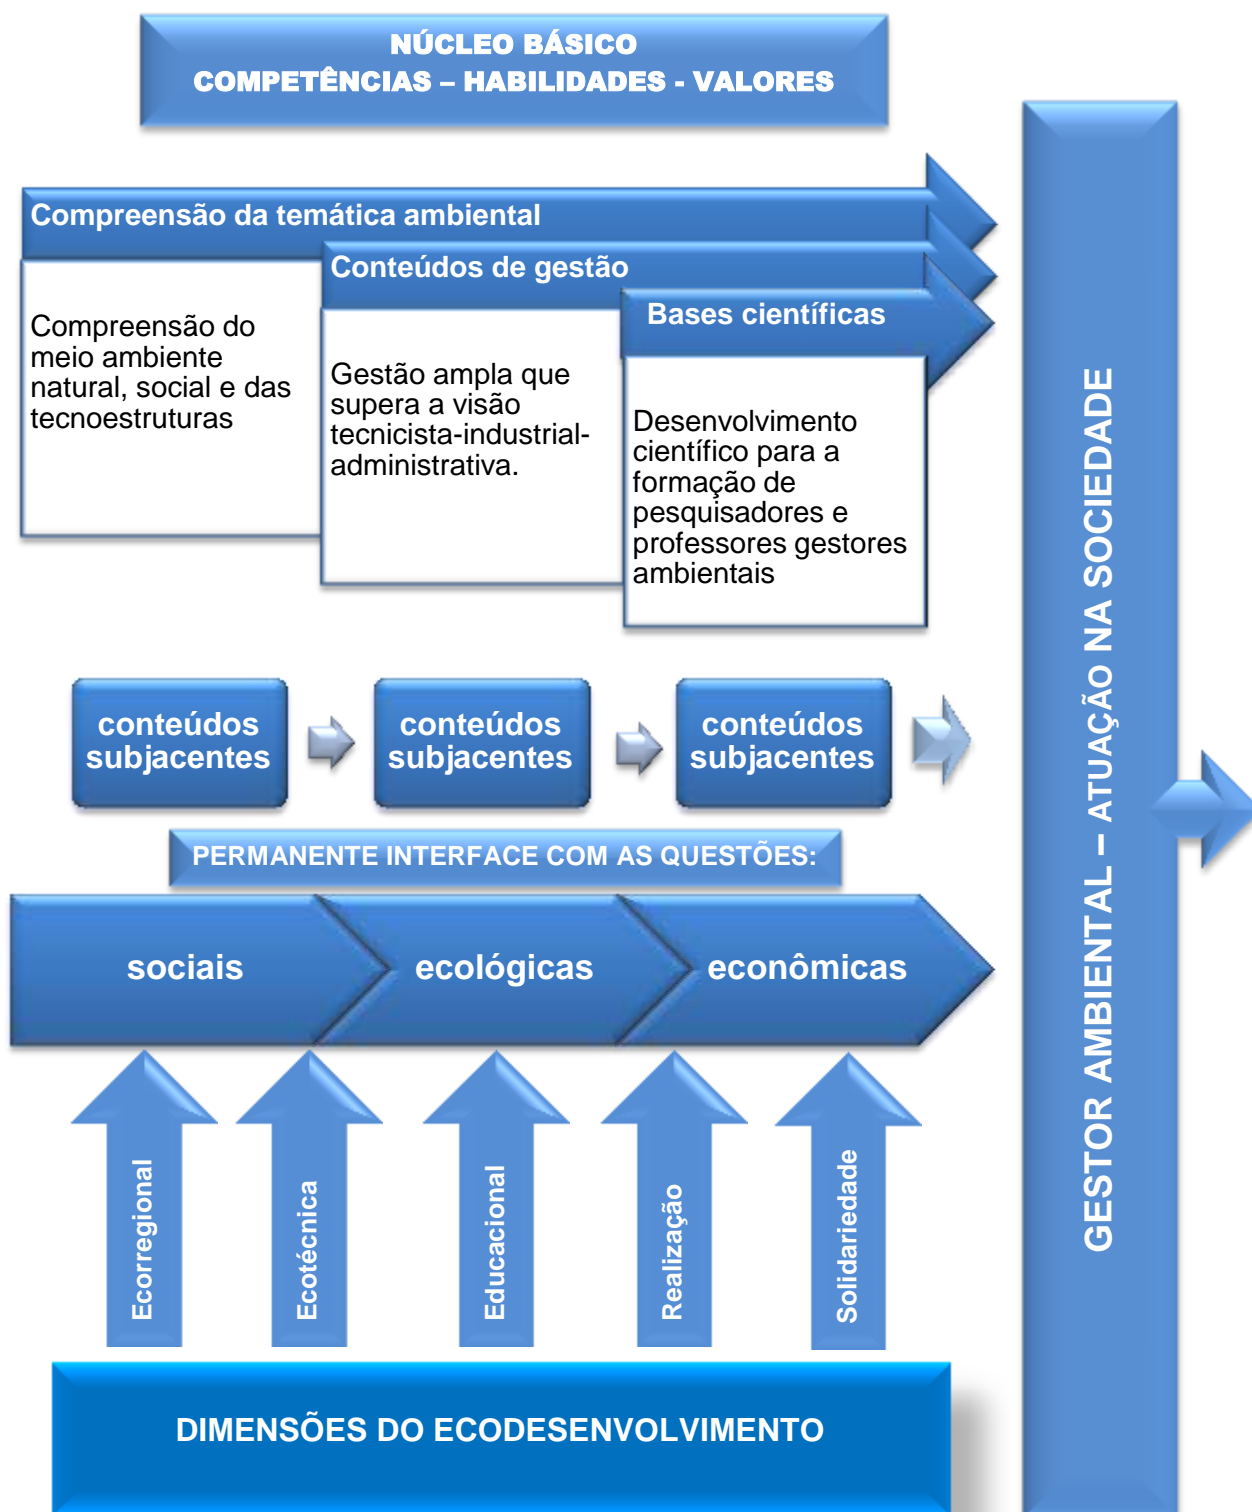 NÚCLEO BÁSICO
COMPETÊNCIAS – HABILIDADES - VALORES
Compreensão da temática ambiental
Compreensão do
meio ambiente
natural, social e das
tecnoestruturas
Conteúdos de gestão
Gestão ampla que
supera a visão
tecnicista-industrial-
administrativa.
Bases científicas
Desenvolvimento
científico para a
formação de
pesquisadores e
professores gestores
ambientais
conteúdos
subjacentes
conteúdos
subjacentes
conteúdos
subjacentes
PERMANENTE INTERFACE COM AS QUESTÕES:
sociais
ecológicas
econômicas
Ecorregional
Ecotécnica
Educacional
Realização
Solidariedade
DIMENSÕES DO ECODESENVOLVIMENTO
GESTOR AMBIENTAL – ATUAÇÃO NA SOCIEDADE